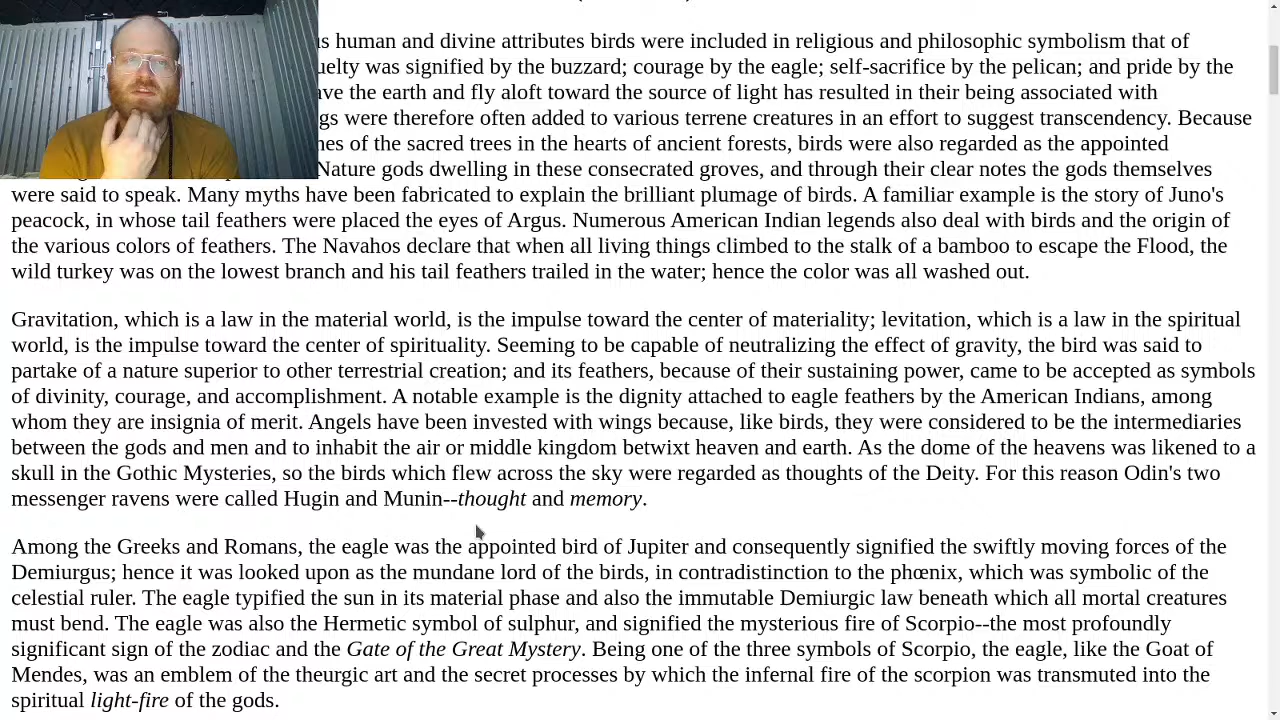 s human and divine attributes birds were included in religious and philosophic symbolism that of
uelty was signified by the buzzard; courage by the eagle; self-sacrifice by the pelican; and pride by the
ve the earth and fly aloft toward the source of light has resulted in their being associated with
gs were therefore often added to various terrene creatures in an effort to suggest transcendency. Because
nes of the sacred trees in the hearts of ancient forests, birds were also regarded as the appointed
Nature gods dwelling in these consecrated groves, and through their clear notes the gods themselves
were said to speak. Many myths have been fabricated to explain the brilliant plumage of birds. A familiar example is the story of Juno's
peacock, in whose tail feathers were placed the eyes of Argus. Numerous American Indian legends also deal with birds and the origin of
the various colors of feathers. The Navahos declare that when all living things climbed to the stalk of a bamboo to escape the Flood, the
wild turkey was on the lowest branch and his tail feathers trailed in the water; hence the color was all washed out.
Gravitation, which is a law in the material world, is the impulse toward the center of materiality; levitation, which is a law in the spiritual
world, is the impulse toward the center of spirituality. Seeming to be capable of neutralizing the effect of gravity, the bird was said to
partake of a nature superior to other terrestrial creation; and its feathers, because of their sustaining power, came to be accepted as symbols
of divinity, courage, and accomplishment. A notable example is the dignity attached to eagle feathers by the American Indians, among
whom they are insignia of merit. Angels have been invested with wings because, like birds, they were considered to be the intermediaries
between the gods and men and to inhabit the air or middle kingdom betwixt heaven and earth. As the dome of the heavens was likened to a
skull in the Gothic Mysteries, so the birds which flew across the sky were regarded as thoughts of the Deity. For this reason Odin's two
messenger ravens were called Hugin and Munin--thought and memory.
Among the Greeks and Romans, the eagle was the appointed bird of Jupiter and consequently signified the swiftly moving forces of the
Demiurgus; hence it was looked upon as the mundane lord of the birds, in contradistinction to the phœnix, which was symbolic of the
celestial ruler. The eagle typified the sun in its material phase and also the immutable Demiurgic law beneath which all mortal creatures
must bend. The eagle was also the Hermetic symbol of sulphur, and signified the mysterious fire of Scorpio--the most profoundly
significant sign of the zodiac and the Gate of the Great Mystery. Being one of the three symbols of Scorpio, the eagle, like the Goat of
Mendes, was an emblem of the theurgic art and the secret processes by which the infernal fire of the scorpion was transmuted into the
spiritual light-fire of the gods.